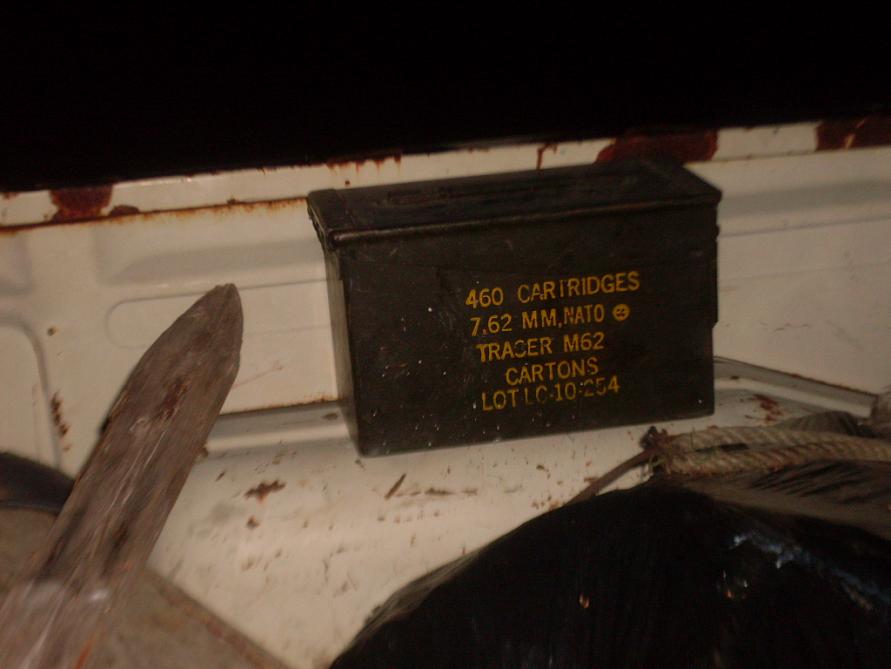 460 CARTRIDGES
7.62 MM, NATO
TRACER M62
CARTONS
LOT LC-10-254